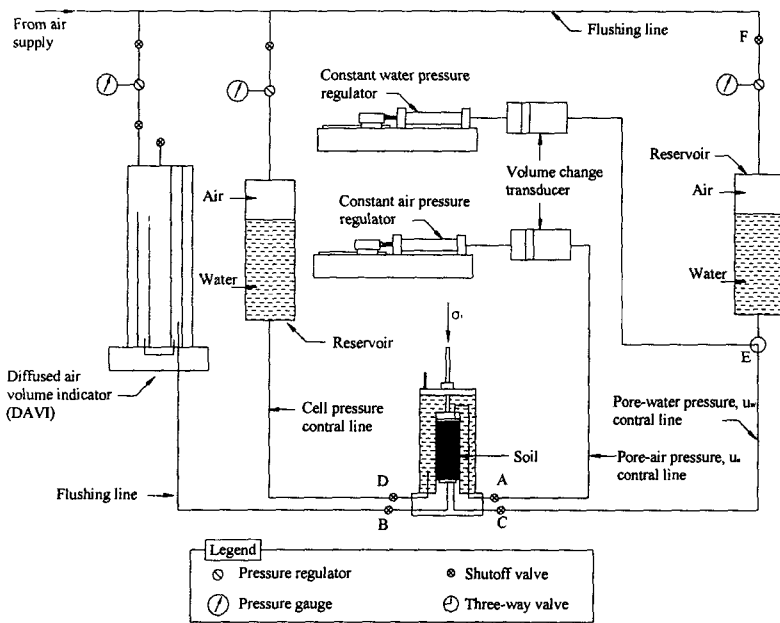 From air
supply
Flushing line
F
Constant water pressure
regulator
Reservoir
Air
Volume change
transducer
Air
Constant air pressure
regulator
Water
Water
σ
Reservoir
E
Diffused air
volume indicator
(DAVI)
Cell pressure
contral line
Pore-water pressure, uw
contral line
Soil
Pore-air pressure, ua
contral line
Flushing line
D
A
B
C
Legend
Pressure regulator
Shutoff valve
Pressure gauge
Three-way valve